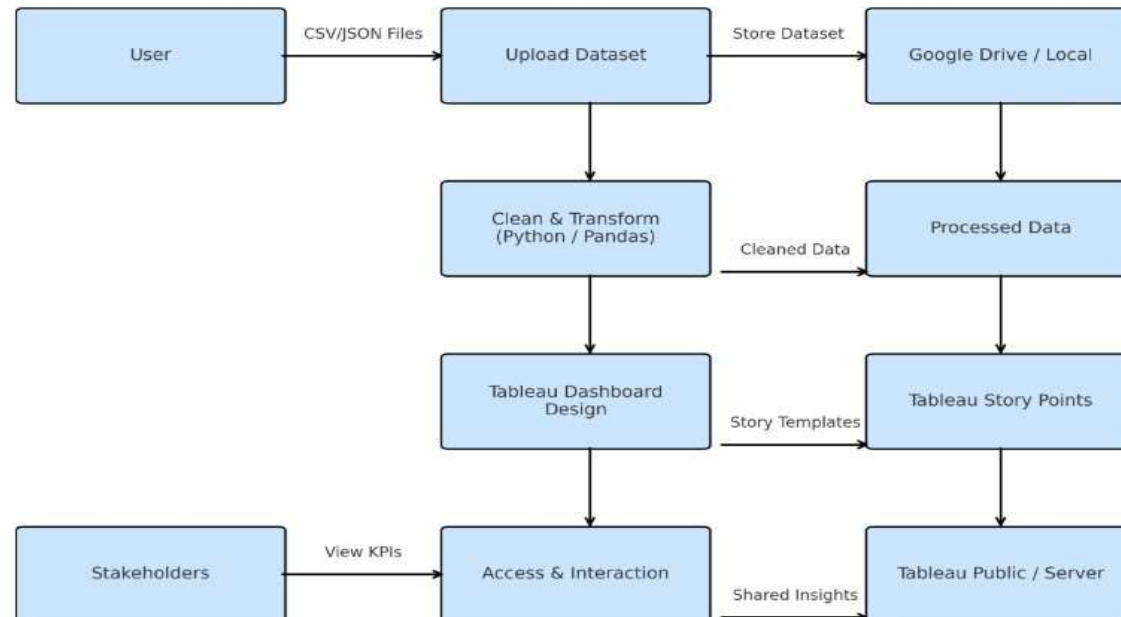 User
CSV/JSON Files
Upload Dataset
Store Dataset
Google Drive / Local
Clean & Transform
(Python / Pandas)
Cleaned Data
Processed Data
Tableau Dashboard
Design
Story Templates
Tableau Story Points
Stakeholders
View KPIs
Access & Interaction
Shared Insights
Tableau Public / Server